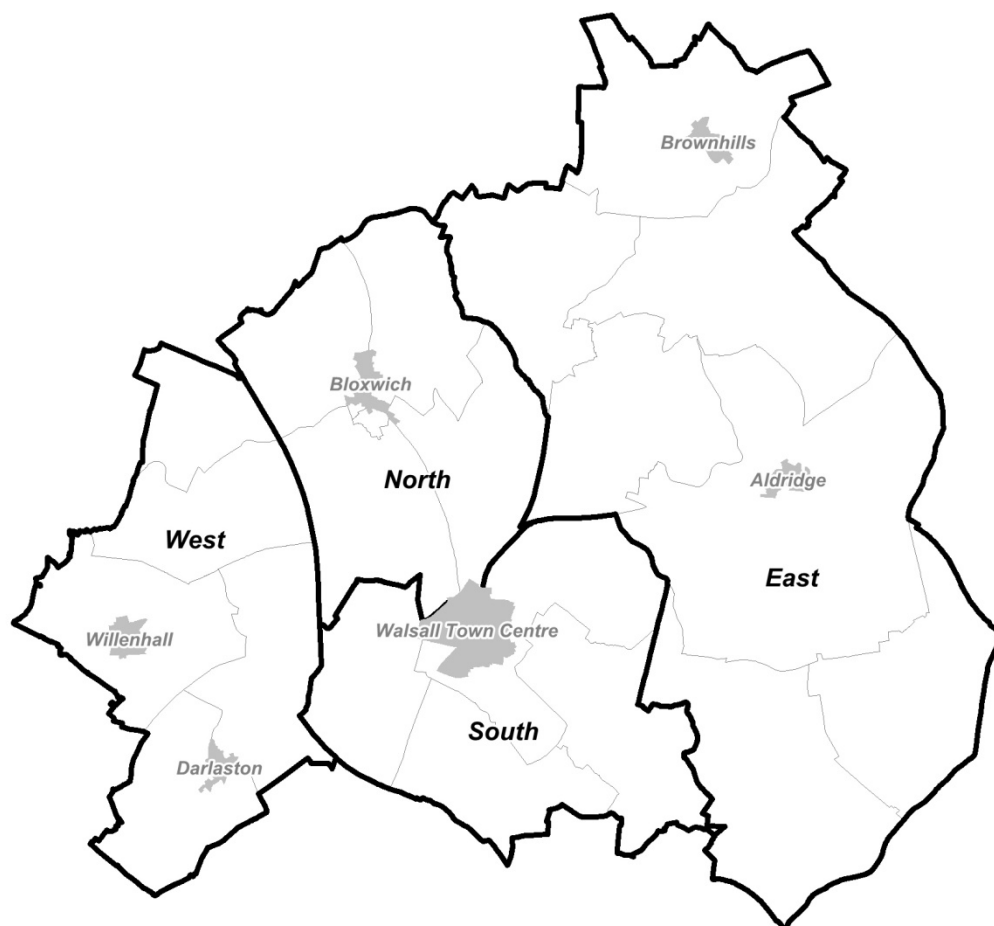 Brownhills
Bloxwich
North
Aldridge
West
East
Willenhall
Walsall Town Centre
South
Darlaston